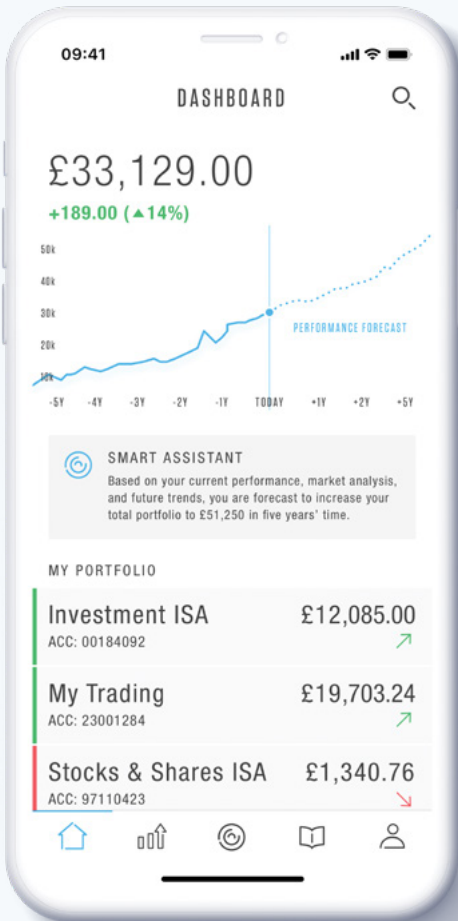 09:41
DASHBOARD
£33,129.00
+189.00 (▲14%)
50k
40k
30k
20k
10k
PERFORMANCE FORECAST
-5Y -4Y -3Y -2Y -1Y TODAY +1Y +2Y +5Y
SMART ASSISTANT
Based on your current performance, market analysis,
and future trends, you are forecast to increase your
total portfolio to £51,250 in five years' time.
MY PORTFOLIO
Investment ISA £12,085.00
ACC: 00184092
My Trading £19,703.24
ACC: 23001284
Stocks & Shares ISA £1,340.76
ACC: 97110423